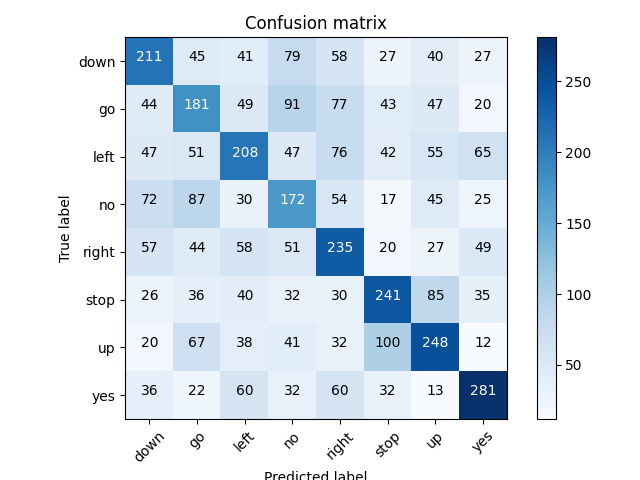 Confusion matrix
down 211 45 41 79 58 27 40 27
go 44 181 49 91 77 43 47 20
left 47 51 208 47 76 42 55 65
no 72 87 30 172 54 17 45 25
right 57 44 58 51 235 20 27 49
stop 26 36 40 32 30 241 85 35
up 20 67 38 41 32 100 248 12
yes 36 22 60 32 60 32 13 281
down go left no right stop up yes
True label
Predicted label
250
200
150
100
50